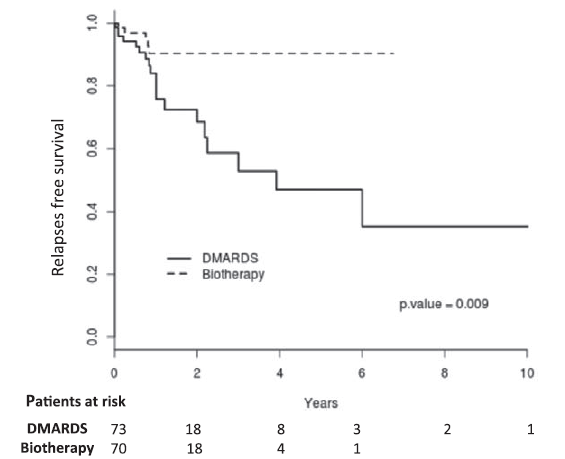 Relapses free survival
1.0
0.8
0.6
0.4
0.2
0.0
DMARDS
Biotherapy
p.value = 0.009
0 2 4 6 8 10
Years
Patients at risk
DMARDS 73 18 8 3 2 1
Biotherapy 70 18 4 1